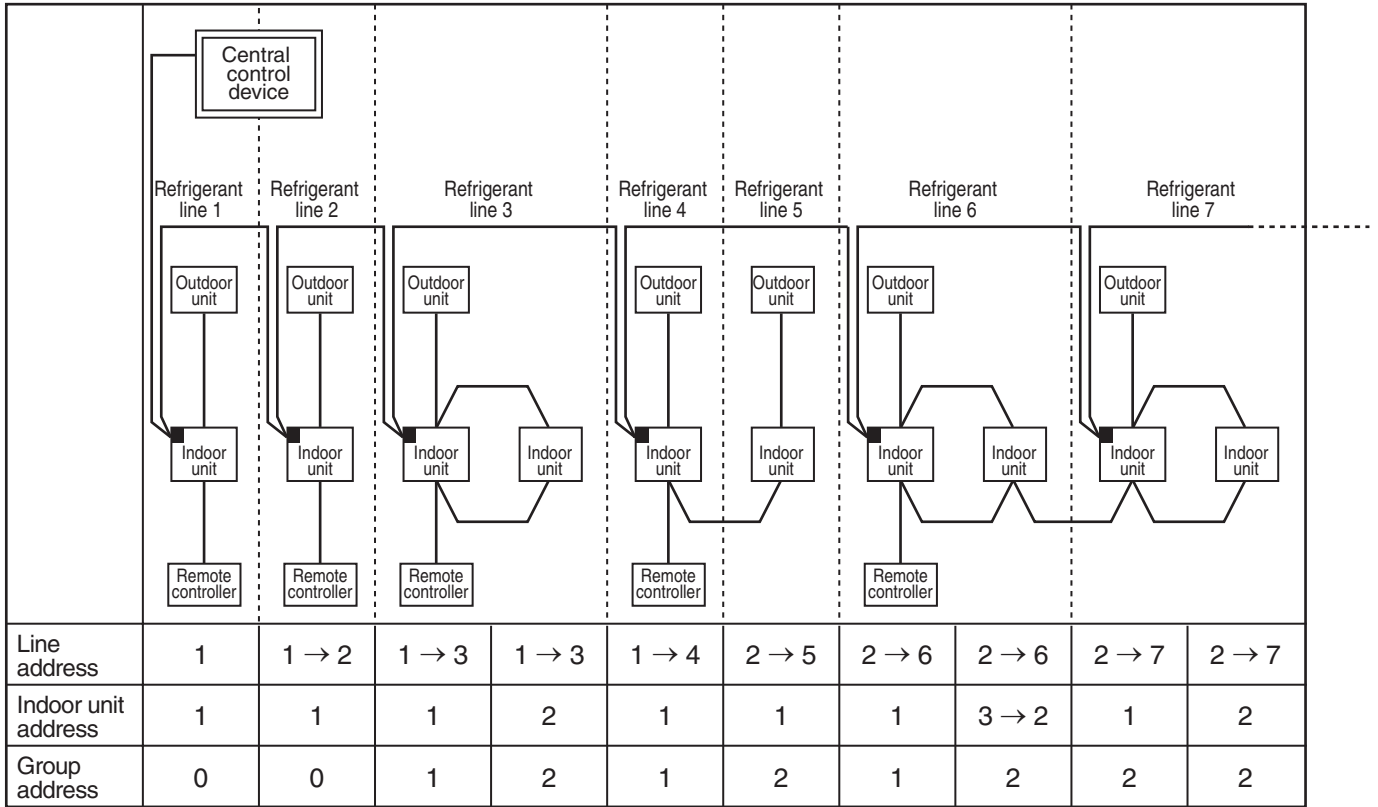 Central
control
device
Refrigerant
line 1
Refrigerant
line 2
Refrigerant
line 3
Refrigerant
line 4
Refrigerant
line 5
Refrigerant
line 6
Refrigerant
line 7
Outdoor
unit
Outdoor
unit
Outdoor
unit
Outdoor
unit
Outdoor
unit
Outdoor
unit
Outdoor
unit
Indoor
unit
Indoor
unit
Indoor
unit
Indoor
unit
Indoor
unit
Indoor
unit
Indoor
unit
Indoor
unit
Indoor
unit
Indoor
unit
Remote
controller
Remote
controller
Remote
controller
Remote
controller
Remote
controller
Line
address
1 1 → 2 1 → 3 1 → 3 1 → 4 2 → 5 2 → 6 2 → 6 2 → 7 2 → 7
Indoor unit
address
1 1 1 2 1 1 1 3 → 2 1 2
Group
address
0 0 1 2 1 2 1 2 2 2